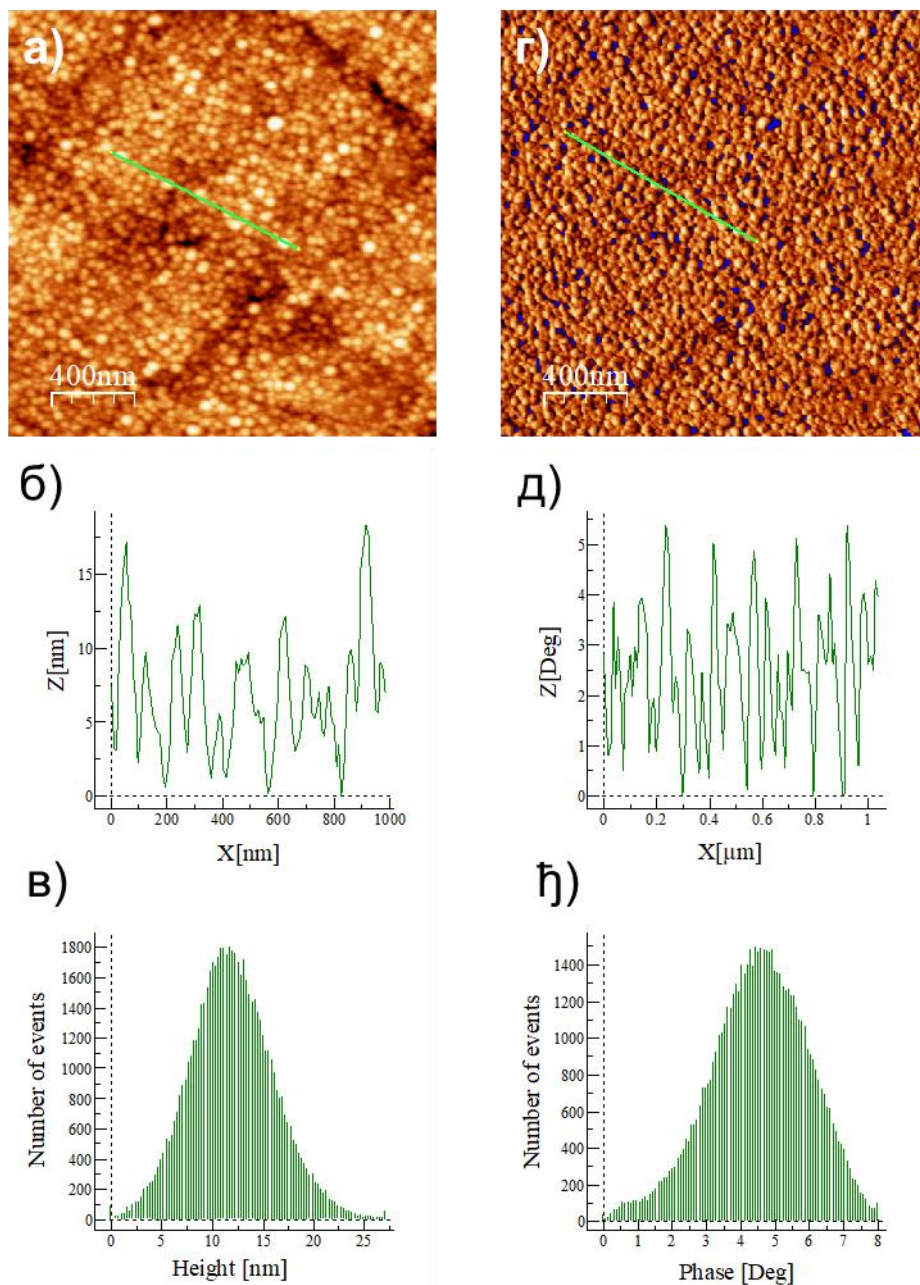 а)
400nm
г)
400nm
б)
Z[nm]
15
10
5
0
0 200 400 600 800 1000
X[nm]
д)
Z[Deg]
5
4
3
2
1
0
0 0.2 0.4 0.6 0.8 1
X[µm]
в)
Number of events
1800
1600
1400
1200
1000
800
600
400
200
0
0 5 10 15 20 25
Height [nm]
ђ)
Number of events
1400
1200
1000
800
600
400
200
0
0 1 2 3 4 5 6 7 8
Phase [Deg]